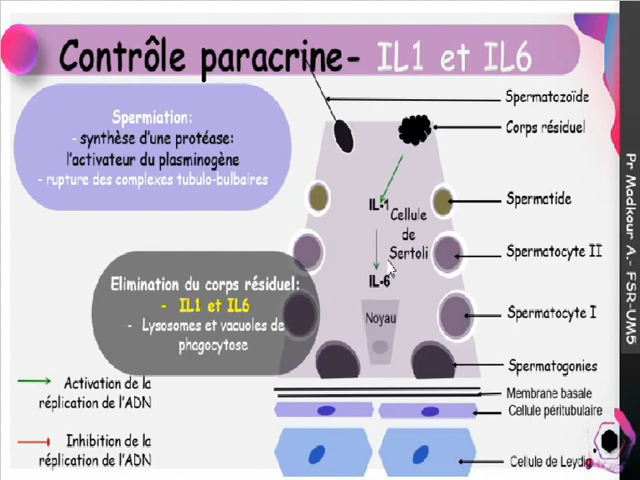 Contrôle paracrine- IL1 et IL6
Spermiation:
- synthèse d'une protéase:
l'activateur du plasminogène
- rupture des complexes tubulo-bulbaires
Elimination du corps résiduel:
- IL1 et IL6
- Lysosomes et vacuoles de
phagocytose
Activation de la
réplication de l'ADN
Inhibition de la
réplication de l'ADN
IL-1
Cellule
de
Sertoli
IL-6
Noyau
Spermatozoïde
Corps résiduel
Spermatide
Spermatocyte II
Spermatocyte I
Spermatogonies
Membrane basale
Cellule péritubulaire
Cellule de Leydig
Pr Madkour A.- FSR-UM5